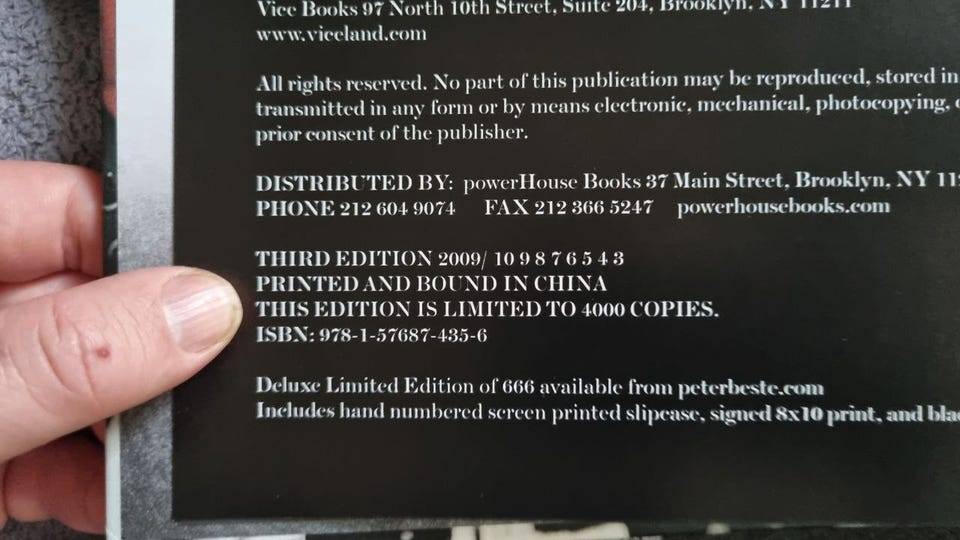 Vice Books 97 North 10th Street, Suite 204, Brooklyn, NY 11211
www.viceland.com
All rights reserved. No part of this publication may be reproduced, stored in
transmitted in any form or by means electronic, mechanical, photocopying,
prior consent of the publisher.
DISTRIBUTED BY: powerHouse Books 37 Main Street, Brooklyn, NY
PHONE 212 604 9074 FAX 212 366 5247 powerhousebooks.com
THIRD EDITION 2009/ 10 9 8 7 6 5 4 3
PRINTED AND BOUND IN CHINA
THIS EDITION IS LIMITED TO 4000 COPIES.
ISBN: 978-1-57687-435-6
Deluxe Limited Edition of 666 available from peterbeste.com
Includes hand numbered screen printed slipcase, signed 8x10 print, and